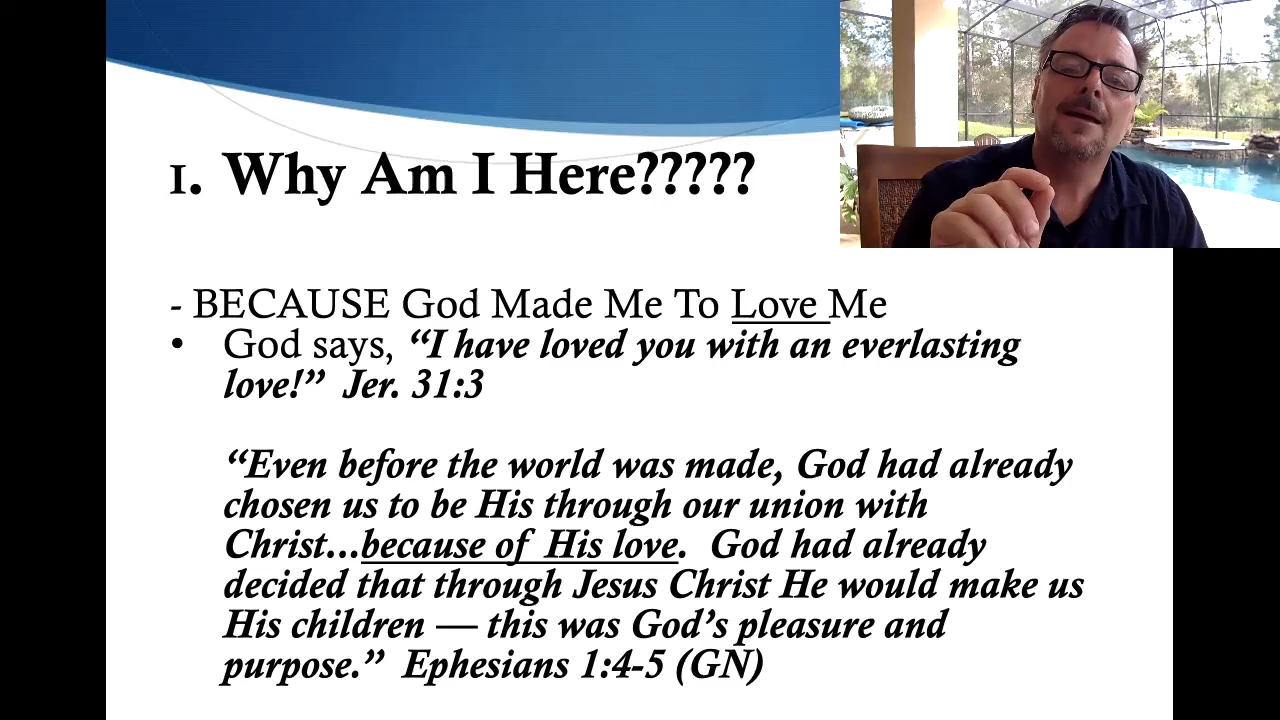 1. Why Am I Here?????
- BECAUSE God Made Me To Love Me
• God says, “I have loved you with an everlasting
love!” Jer. 31:3
“Even before the world was made, God had already
chosen us to be His through our union with
Christ...because of His love. God had already
decided that through Jesus Christ He would make us
His children — this was God’s pleasure and
purpose.” Ephesians 1:4-5 (GN)